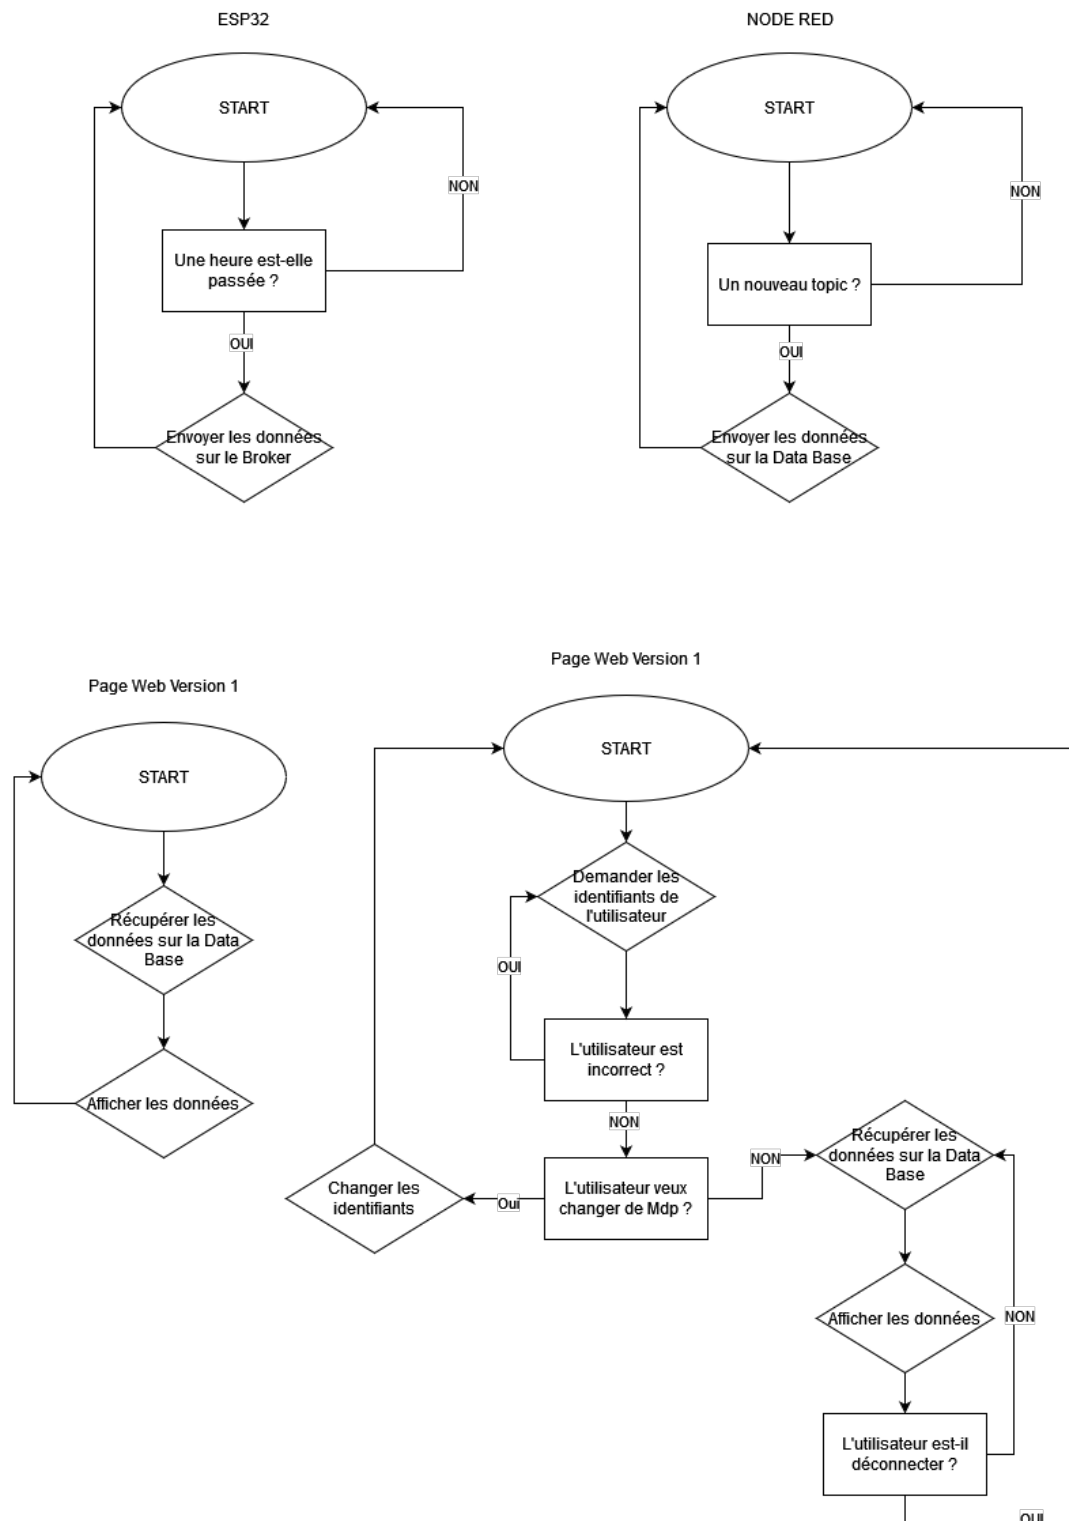 ESP32
START
NON
Une heure est-elle
passée ?
OUI
Envoyer les données
sur le Broker
NODE RED
START
NON
Un nouveau topic ?
OUI
Envoyer les données
sur la Data Base
Page Web Version 1
START
Récupérer les
données sur la Data
Base
Afficher les données
Page Web Version 1
START
Demander les
identifiants de
l'utilisateur
OUI
L'utilisateur est
incorrect ?
NON
L'utilisateur veux
changer de Mdp ?
Oui
Changer les
identifiants
NON
Récupérer les
données sur la Data
Base
Afficher les données
NON
L'utilisateur est-il
déconnecter ?
OUI